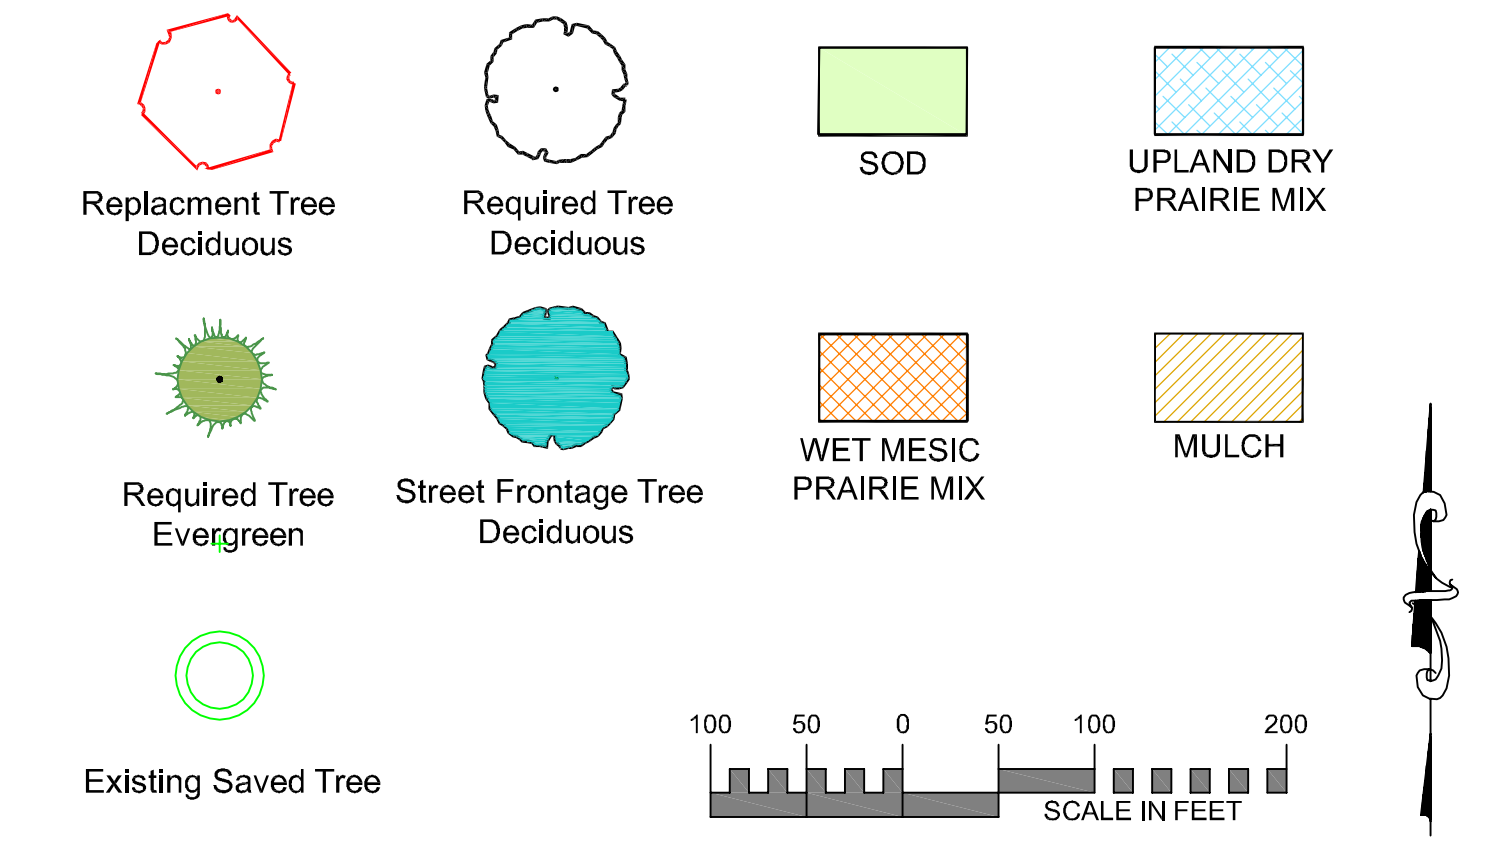 Replacment Tree
Deciduous
Required Tree
Deciduous
SOD
UPLAND DRY
PRAIRIE MIX
Required Tree
Evergreen
Street Frontage Tree
Deciduous
WET MESIC
PRAIRIE MIX
MULCH
Existing Saved Tree
100 50 0 50 100 200
SCALE IN FEET